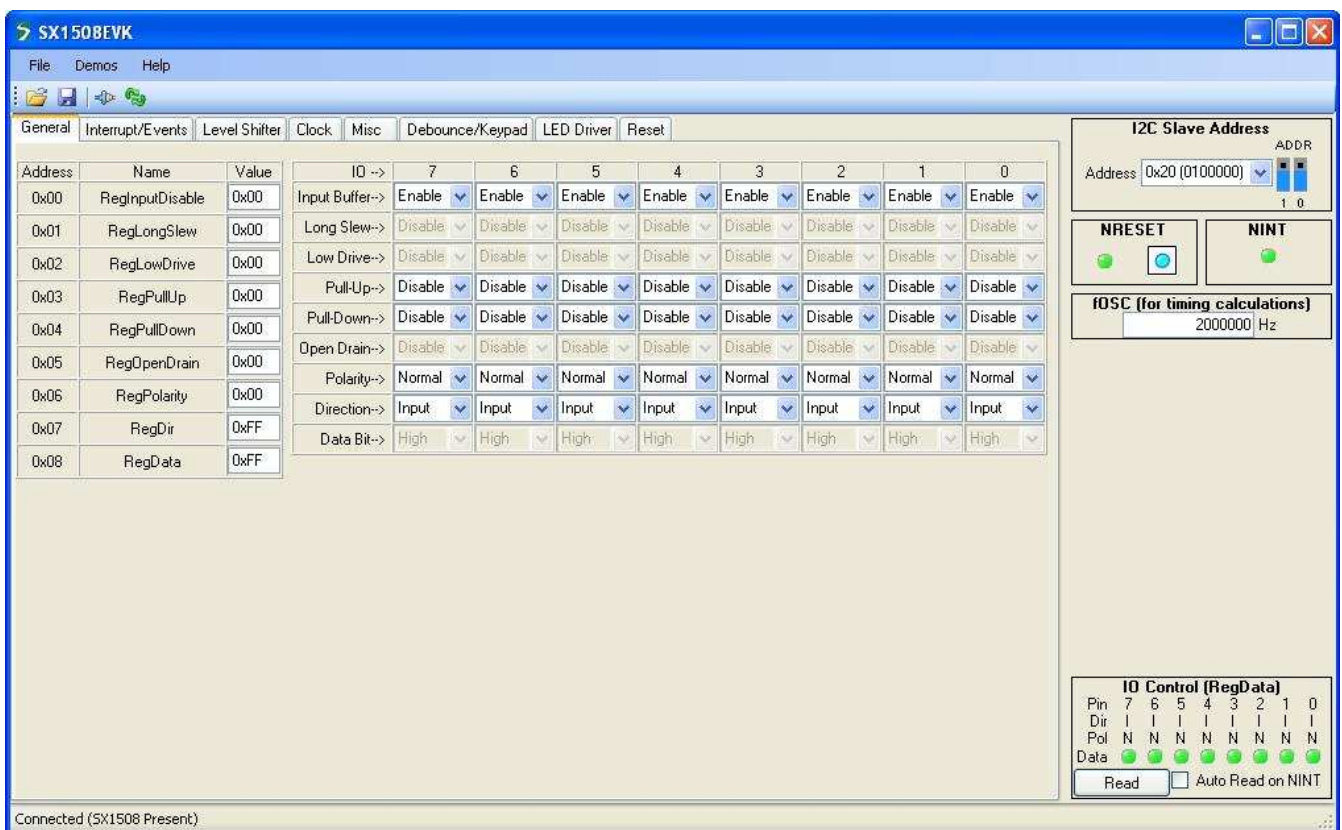 SX1508EVK
File Demos Help
General Interrupt/Events Level Shifter Clock Misc Debounce/Keypad LED Driver Reset
Address Name Value
0x00 RegInputDisable 0x00
0x01 RegLongSlew 0x00
0x02 RegLowDrive 0x00
0x03 RegPullUp 0x00
0x04 RegPullDown 0x00
0x05 RegOpenDrain 0x00
0x06 RegPolarity 0x00
0x07 RegDir 0xFF
0x08 RegData 0xFF
IO --> 7 6 5 4 3 2 1 0
Input Buffer--> Enable Enable Enable Enable Enable Enable Enable Enable
Long Slew--> Disable Disable Disable Disable Disable Disable Disable Disable
Low Drive--> Disable Disable Disable Disable Disable Disable Disable Disable
Pull-Up--> Disable Disable Disable Disable Disable Disable Disable Disable
Pull-Down--> Disable Disable Disable Disable Disable Disable Disable Disable
Open Drain--> Disable Disable Disable Disable Disable Disable Disable Disable
Polarity--> Normal Normal Normal Normal Normal Normal Normal Normal
Direction--> Input Input Input Input Input Input Input Input
Data Bit--> High High High High High High High High
I2C Slave Address
ADDR
Address 0x20 (0100000)
1 0
NRESET NINT
fOSC (for timing calculations)
2000000 Hz
IO Control (RegData)
Pin 7 6 5 4 3 2 1 0
Dir I I I I I I I I
Pol N N N N N N N N
Data
Read Auto Read on NINT
Connected (SX1508 Present)